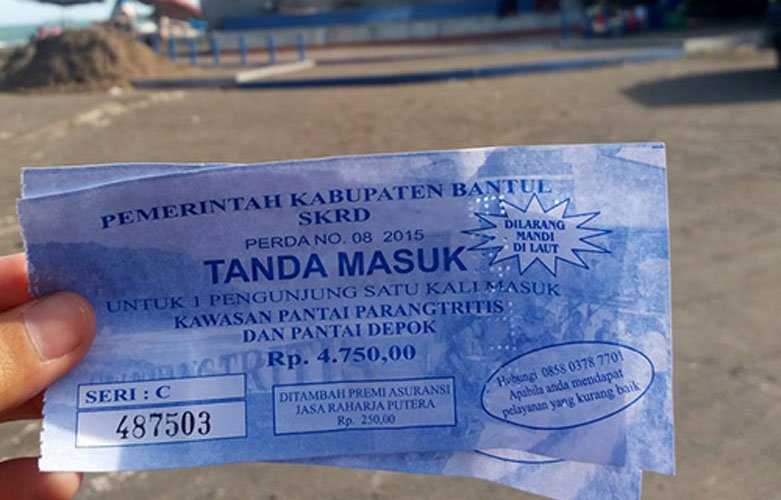 PEMERINTAH KABUPATEN BANTUL
SKRD
PERDA NO. 08 2015
TANDA MASUK
UNTUK 1 PENGUNJUNG SATU KALI MASUK
KAWASAN PANTAI PARANGTRITIS
DAN PANTAI DEPOK
Rp. 4.750,00
DILARANG
MANDI
DI LAUT
SERI : C
487503
DITAMBAH PREMI ASURANSI
JASA RAHARJA PUTERA
Rp. 250,00
Hubungi 0858 0378 7701
Apabila anda mendapat
pelayanan yang kurang baik